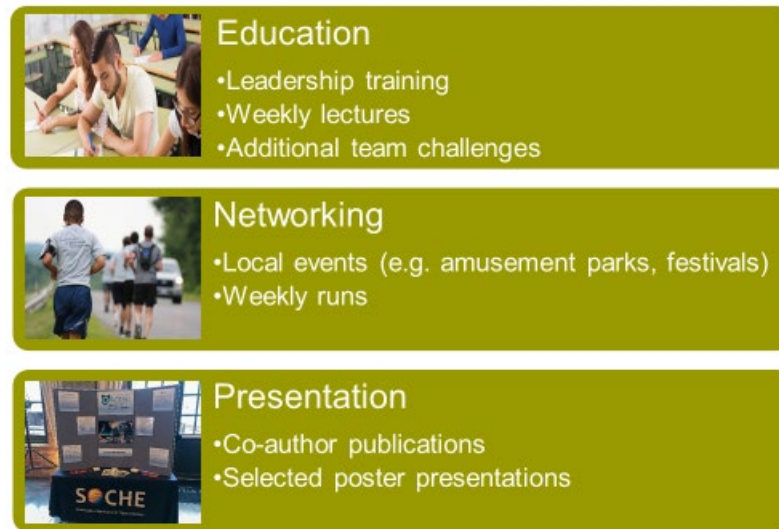 Education
•Leadership training
•Weekly lectures
•Additional team challenges
Networking
•Local events (e.g. amusement parks, festivals)
•Weekly runs
Presentation
•Co-author publications
•Selected poster presentations
SOCHE